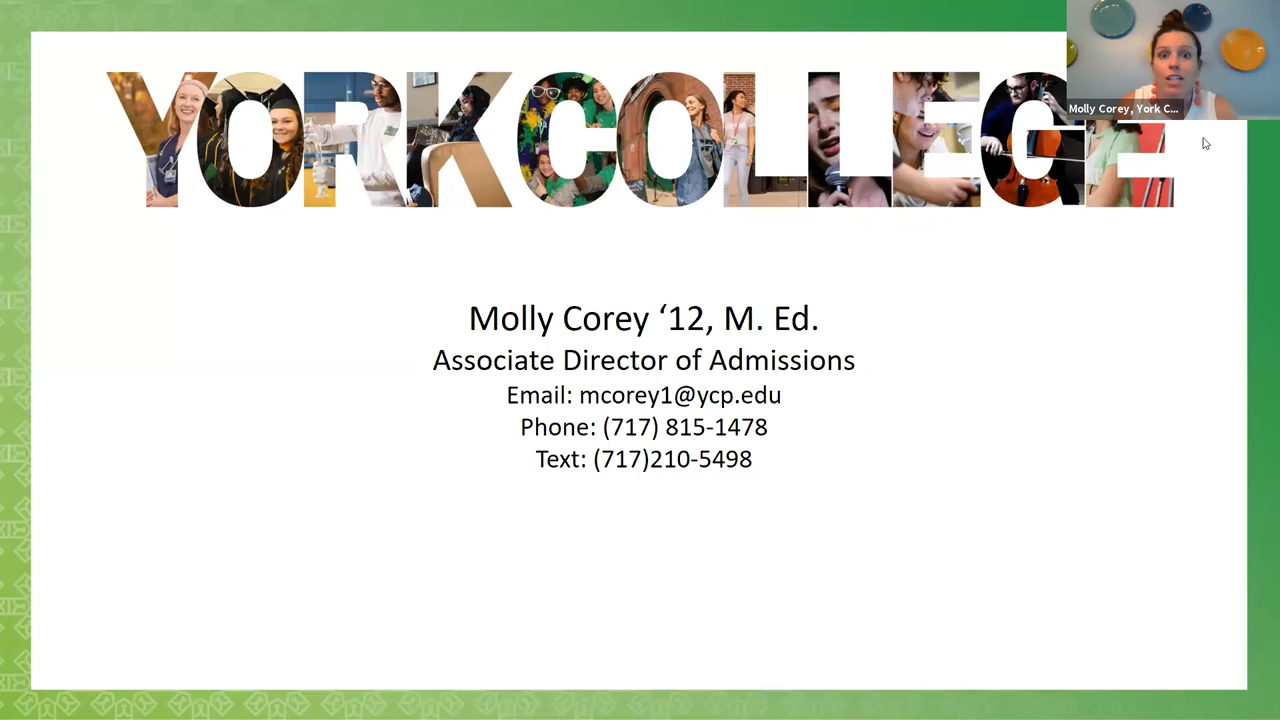 YORK COLLEGE
Molly Corey, York C...
Molly Corey ‘12, M. Ed.
Associate Director of Admissions
Email: mcorey1@ycp.edu
Phone: (717) 815-1478
Text: (717)210-5498